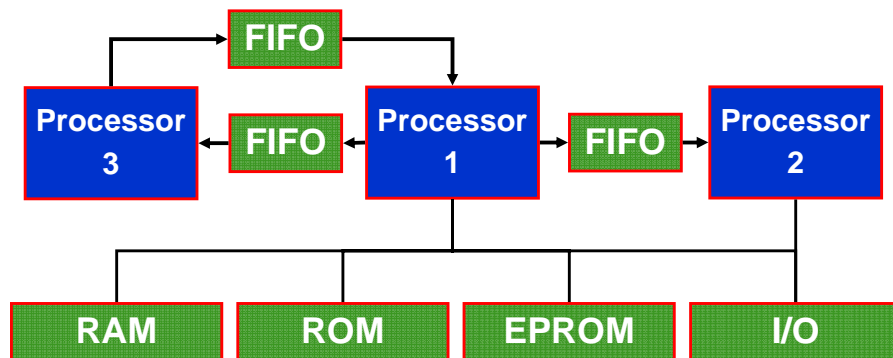 FIFO
Processor
3
FIFO
Processor
1
FIFO
Processor
2
RAM
ROM
EPROM
I/O